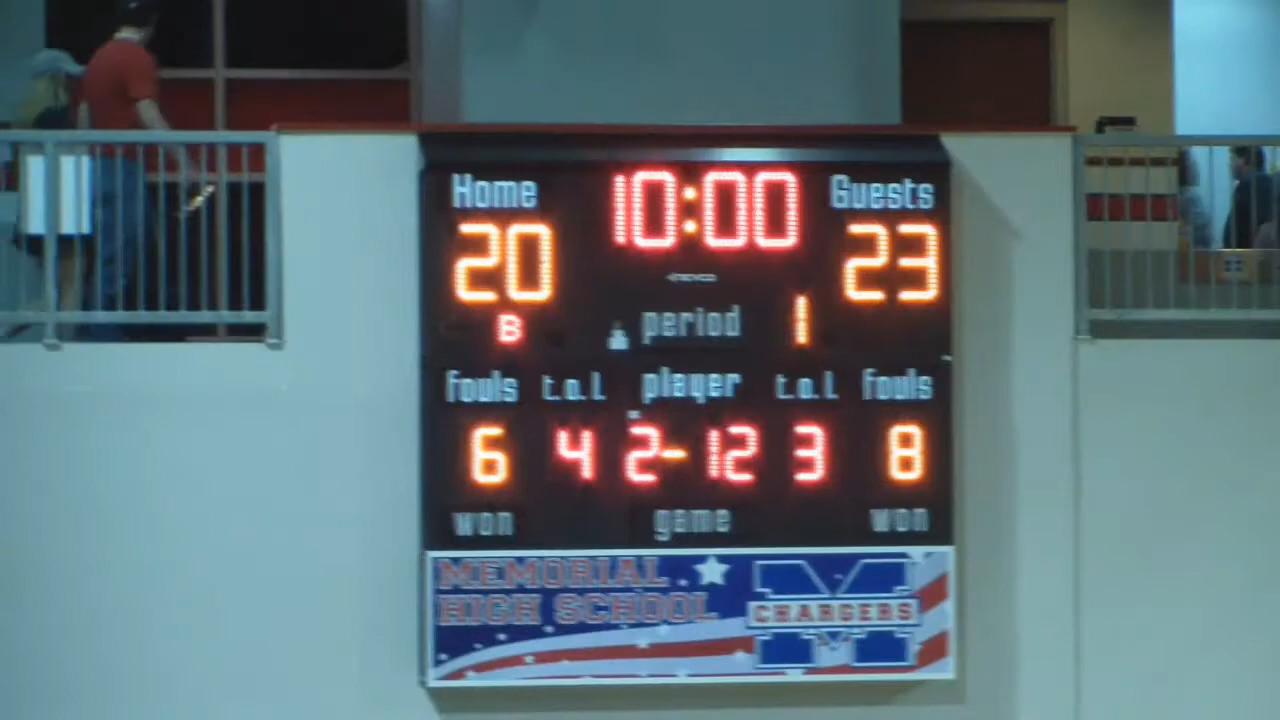 Home 10:00 Guests
20 23
B period 1
fouls t.o.l player t.o.l fouls
6 4 2- 12 3 8
won game won
MEMORIAL
HIGH SCHOOL
M
CHARGERS